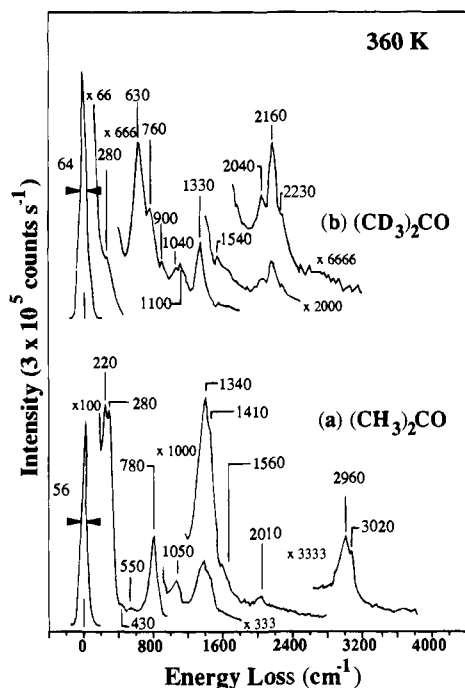 360 K
x 66
630
x 666
760
280
64
900
1040
1330
1100
1540
2040
2160
2230
(b) (CD3)2CO
x 6666
x 2000
Intensity (3 x 10^5 counts s^-1)
220
x100
280
56
780
550
430
1050
x 1000
1340
1410
1560
2010
(a) (CH3)2CO
2960
3020
x 3333
x 333
0 800 1600 2400 3200 4000
Energy Loss (cm^-1)